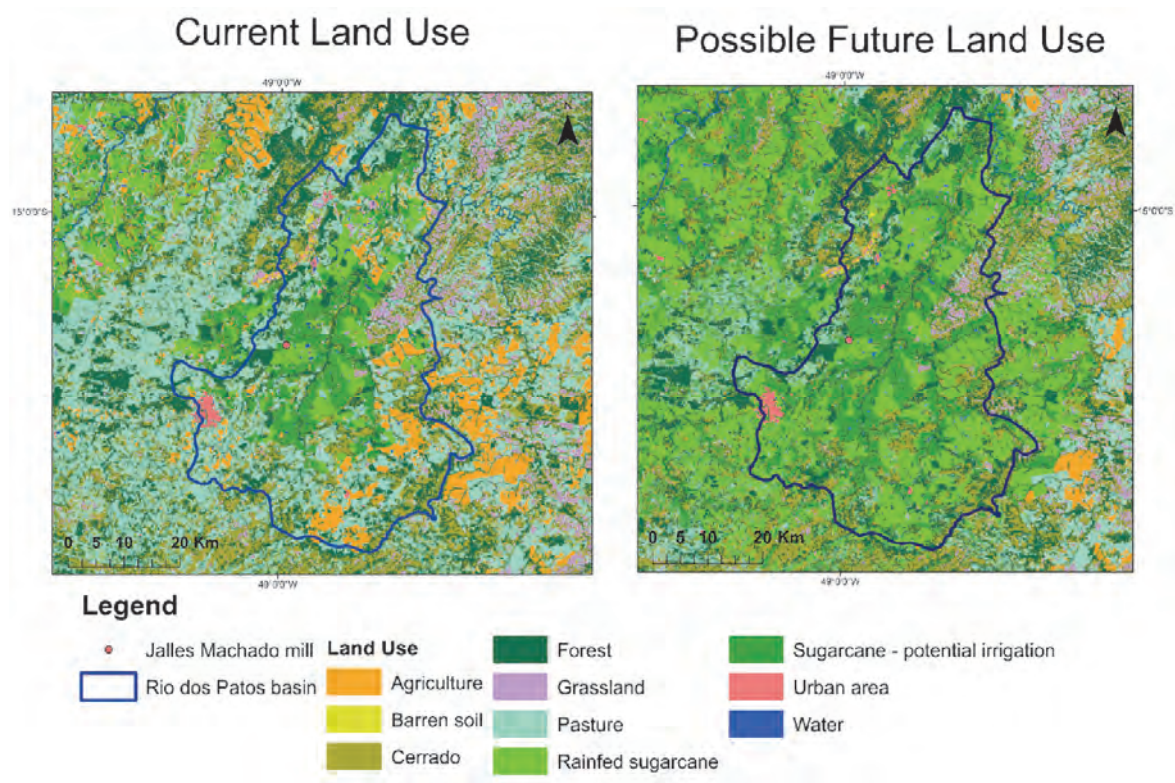 Current Land Use
Possible Future Land Use
49°0'0"W
49°0'0"W
N
N
15°0'0"S
15°0'0"S
0 5 10 20 Km
0 5 10 20 Km
49°0'0"W
49°0'0"W
Legend
Jalles Machado mill
Rio dos Patos basin
Land Use
Agriculture
Barren soil
Cerrado
Forest
Grassland
Pasture
Rainfed sugarcane
Sugarcane - potential irrigation
Urban area
Water